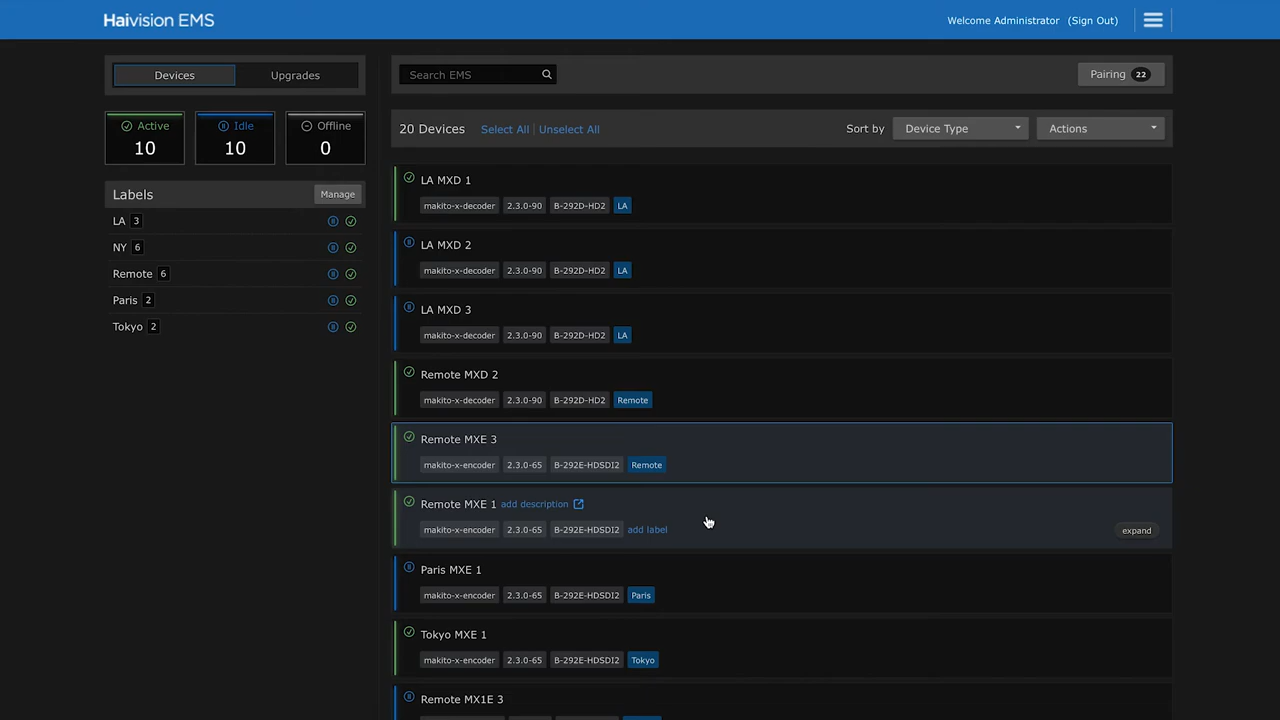 Haivision EMS
Welcome Administrator (Sign Out)
Devices Upgrades
Search EMS
Pairing 22
Active 10
Idle 10
Offline 0
20 Devices Select All | Unselect All
Sort by Device Type Actions
Labels Manage
LA 3
NY 6
Remote 6
Paris 2
Tokyo 2
LA MXD 1
makito-x-decoder 2.3.0-90 B-292D-HD2 LA
LA MXD 2
makito-x-decoder 2.3.0-90 B-292D-HD2 LA
LA MXD 3
makito-x-decoder 2.3.0-90 B-292D-HD2 LA
Remote MXD 2
makito-x-decoder 2.3.0-90 B-292D-HD2 Remote
Remote MXE 3
makito-x-encoder 2.3.0-65 B-292E-HDSDI2 Remote
Remote MXE 1 add description
makito-x-encoder 2.3.0-65 B-292E-HDSDI2 add label expand
Paris MXE 1
makito-x-encoder 2.3.0-65 B-292E-HDSDI2 Paris
Tokyo MXE 1
makito-x-encoder 2.3.0-65 B-292E-HDSDI2 Tokyo
Remote MX1E 3